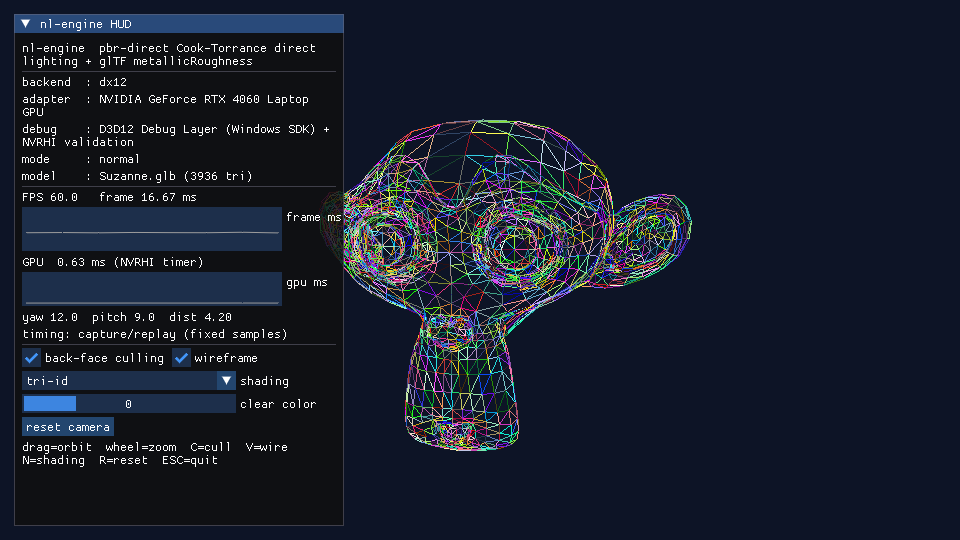 nl-engine HUD
nl-engine  pbr-direct Cook-Torrance direct
lighting + glTF metallicRoughness
backend  : dx12
adapter  : NVIDIA GeForce RTX 4060 Laptop
GPU
debug    : D3D12 Debug Layer (Windows SDK) +
NVRHI validation
mode     : normal
model    : Suzanne.glb (3936 tri)
FPS 60.0   frame 16.67 ms
frame ms
GPU  0.63 ms (NVRHI timer)
gpu ms
yaw 12.0  pitch 9.0  dist 4.20
timing: capture/replay (fixed samples)
back-face culling  wireframe
tri-id  shading
0  clear color
reset camera
drag=orbit  wheel=zoom  C=cull  V=wire
N=shading  R=reset  ESC=quit